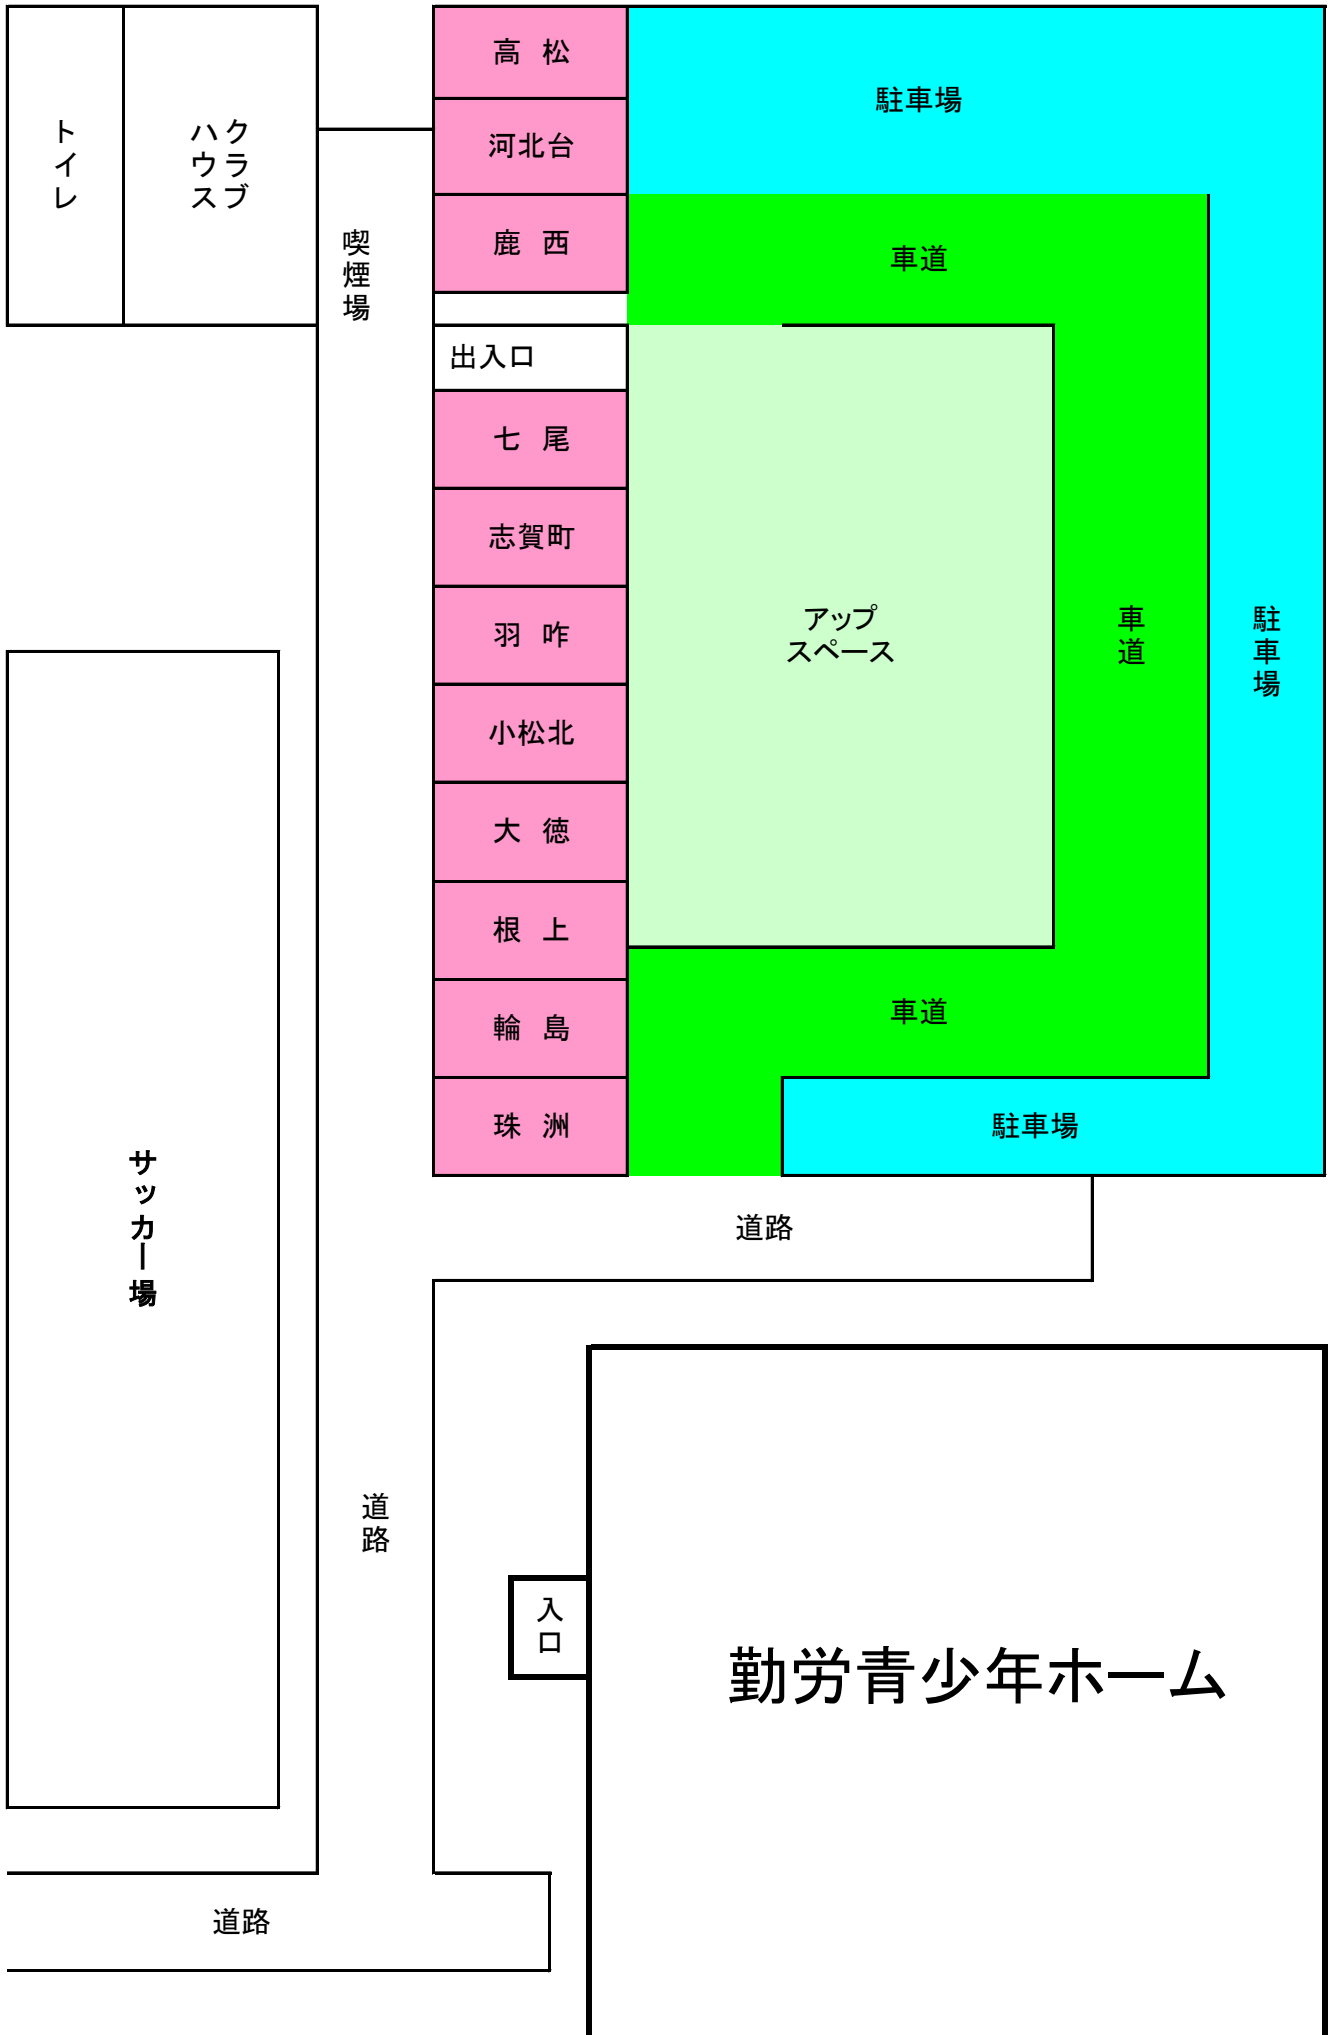 トイレ
クラブ
ハウス
高 松
駐車場
河北台
喫煙場
鹿 西
車道
出入口
七 尾
志賀町
羽 咋
アップ
スペース
車道
駐車場
小松北
大 徳
根 上
輪 島
車道
珠 洲
駐車場
サッカー場
道路
道路
入口
勤労青少年ホーム
道路